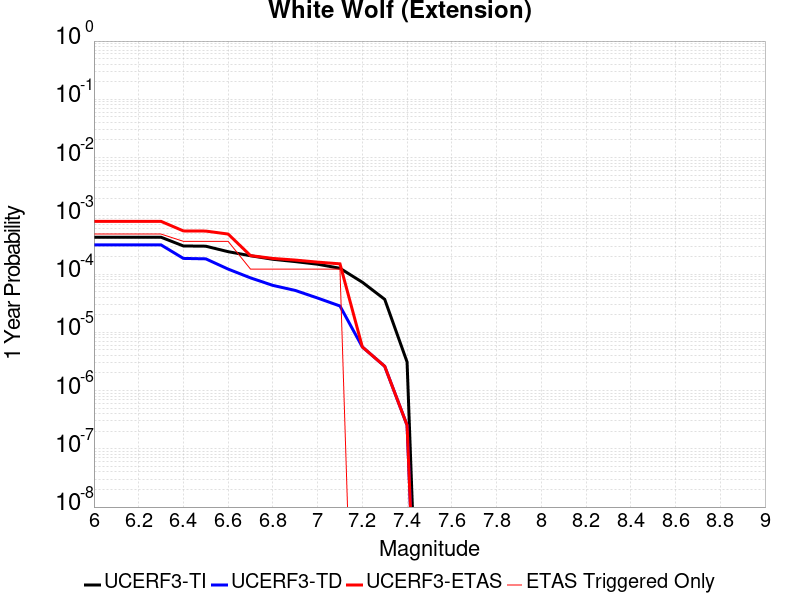 White Wolf (Extension)
10^0
10^-1
10^-2
10^-3
10^-4
10^-5
10^-6
10^-7
10^-8
1 Year Probability
6 6.2 6.4 6.6 6.8 7 7.2 7.4 7.6 7.8 8 8.2 8.4 8.6 8.8 9
Magnitude
UCERF3-TI UCERF3-TD UCERF3-ETAS ETAS Triggered Only